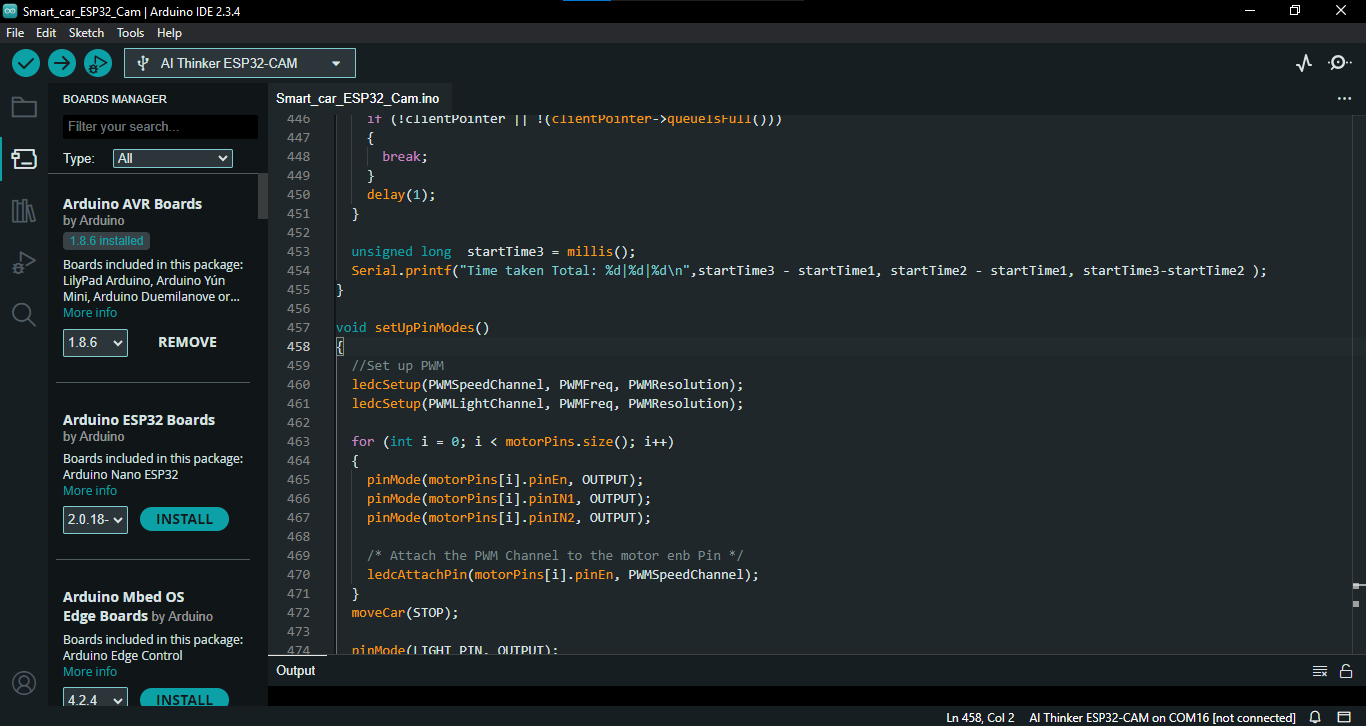 Smart_car_ESP32_Cam | Arduino IDE 2.3.4
File Edit Sketch Tools Help
AI Thinker ESP32-CAM
BOARDS MANAGER
Filter your search...
Type: All
Arduino AVR Boards
by Arduino
1.8.6 installed
Boards included in this package:
LilyPad Arduino, Arduino Yún
Mini, Arduino Duemilanove or...
More info
1.8.6 REMOVE
Arduino ESP32 Boards
by Arduino
Boards included in this package:
Arduino Nano ESP32
More info
2.0.18- INSTALL
Arduino Mbed OS
Edge Boards by Arduino
Boards included in this package:
Arduino Edge Control
More info
4.2.4 INSTALL
Smart_car_ESP32_Cam.ino
446 if (!clientPointer || !(clientPointer->queueIsFull()))
447 {
448 break;
449 }
450 delay(1);
451 }
452
453 unsigned long  startTime3 = millis();
454 Serial.printf("Time taken Total: %d|%d|%d\n",startTime3 - startTime1, startTime2 - startTime1, startTime3-startTime2 );
455 }
456
457 void setUpPinModes()
458 {
459 //Set up PWM
460 ledcSetup(PWMSpeedChannel, PWMFreq, PWMResolution);
461 ledcSetup(PWMLightChannel, PWMFreq, PWMResolution);
462
463 for (int i = 0; i < motorPins.size(); i++)
464 {
465 pinMode(motorPins[i].pinEn, OUTPUT);
466 pinMode(motorPins[i].pinIN1, OUTPUT);
467 pinMode(motorPins[i].pinIN2, OUTPUT);
468
469 /* Attach the PWM Channel to the motor enb Pin */
470 ledcAttachPin(motorPins[i].pinEn, PWMSpeedChannel);
471 }
472 moveCar(STOP);
473
474 pinMode(LIGHT_PIN, OUTPUT);
Output
Ln 458, Col 2 AI Thinker ESP32-CAM on COM16 [not connected]